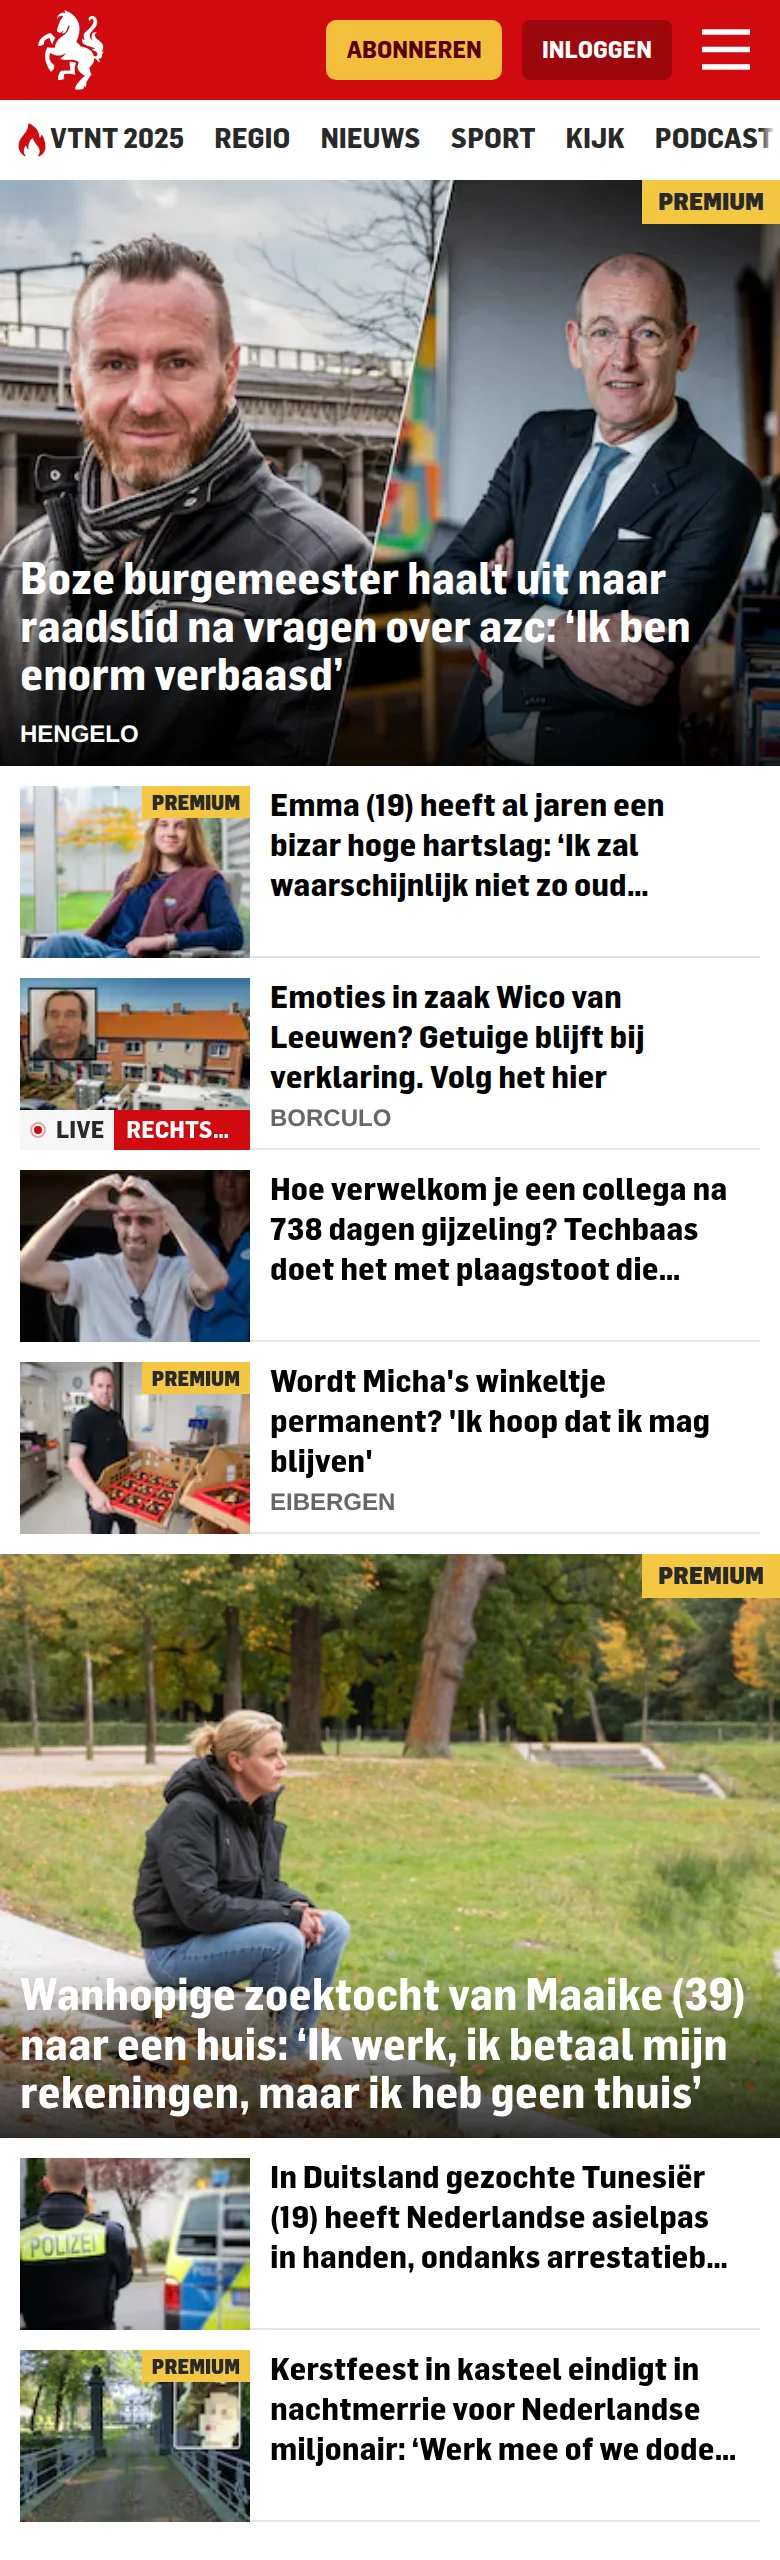 ABONNEREN
INLOGGEN
VTNT 2025 REGIO NIEUWS SPORT KIJK PODCAST
PREMIUM
Boze burgemeester haalt uit naar
raadslid na vragen over azc: ‘Ik ben
enorm verbaasd’
HENGELO
PREMIUM
Emma (19) heeft al jaren een
bizar hoge hartslag: ‘Ik zal
waarschijnlijk niet zo oud...
Emoties in zaak Wico van
Leeuwen? Getuige blijft bij
verklaring. Volg het hier
BORCULO
LIVE RECHTS...
Hoe verwelkom je een collega na
738 dagen gijzeling? Techbaas
doet het met plaagstoot die...
PREMIUM
Wordt Micha's winkeltje
permanent? 'Ik hoop dat ik mag
blijven'
EIBERGEN
PREMIUM
Wanhopige zoektocht van Maaike (39)
naar een huis: ‘Ik werk, ik betaal mijn
rekeningen, maar ik heb geen thuis’
POLIZEI
In Duitsland gezochte Tunesiër
(19) heeft Nederlandse asielpas
in handen, ondanks arrestatieb...
PREMIUM
Kerstfeest in kasteel eindigt in
nachtmerrie voor Nederlandse
miljonair: ‘Werk mee of we dode...